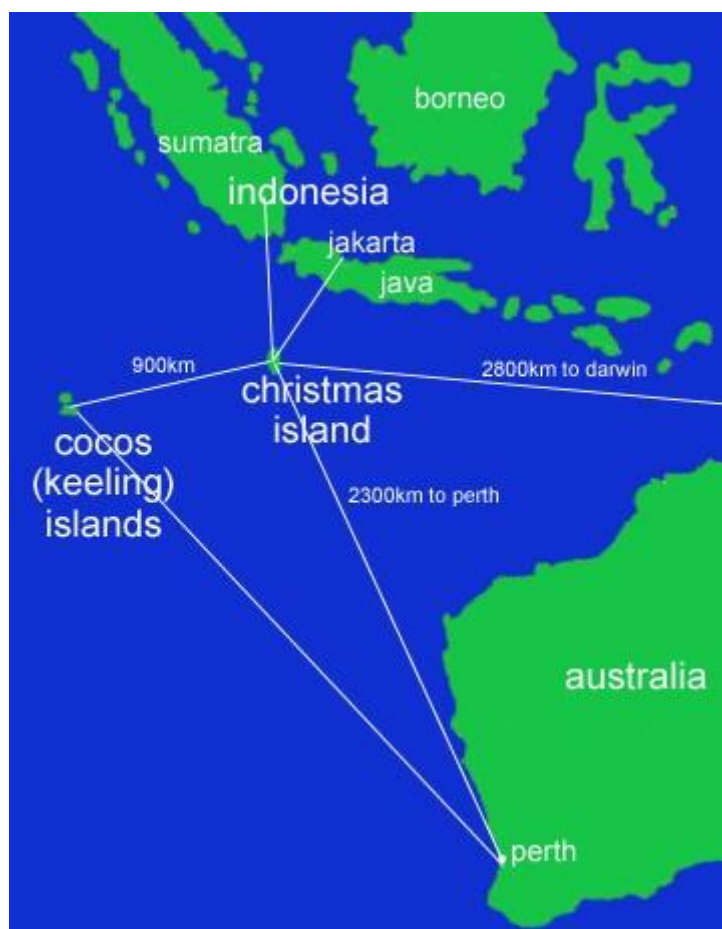 borneo
sumatra
indonesia
jakarta
java
900km
2800km to darwin
christmas
island
cocos
(keeling)
islands
2300km to perth
australia
perth